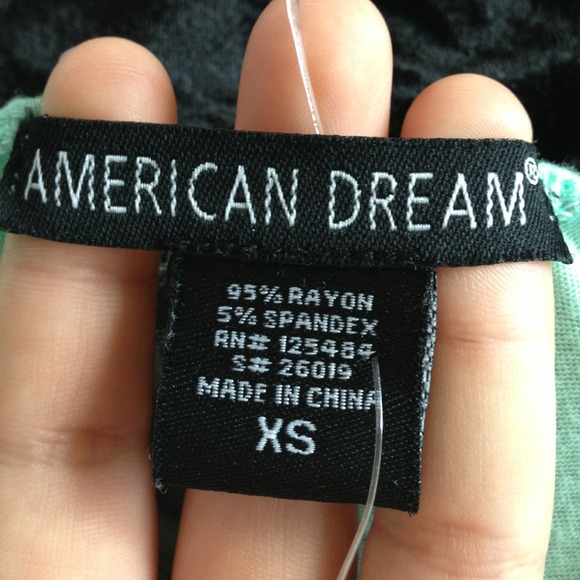 AMERICAN DREAM®
95% RAYON
5% SPANDEX
RN# 125484
S# 26019
MADE IN CHINA
XS